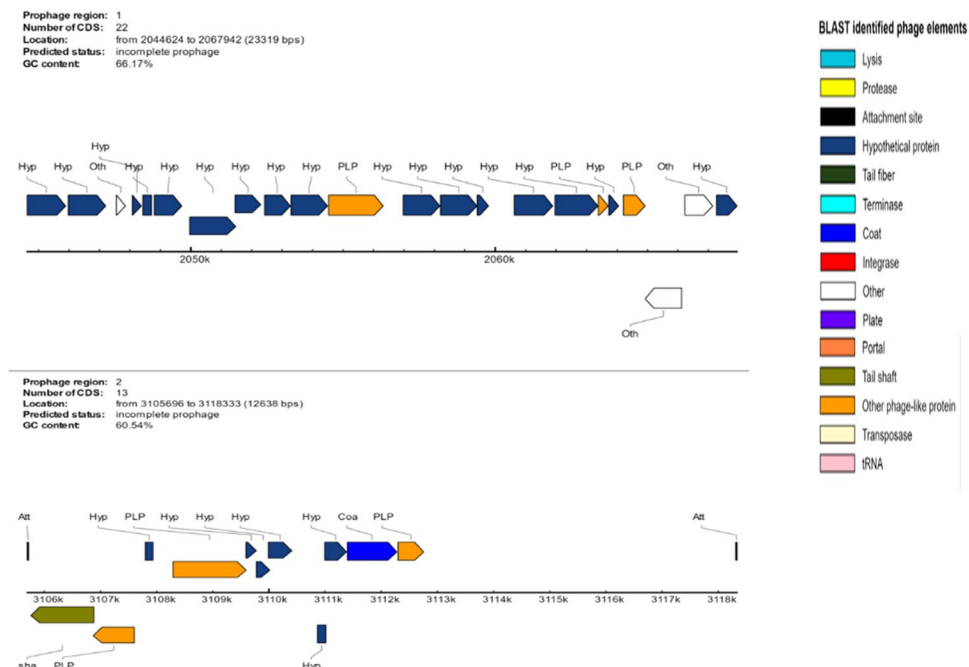 Prophage region: 1
Number of CDS: 22
Location: from 2044624 to 2067942 (23319 bps)
Predicted status: incomplete prophage
GC content: 66.17%
Hyp
Hyp Hyp Oth Hyp Hyp Hyp Hyp Hyp Hyp PLP Hyp Hyp Hyp Hyp Hyp PLP Hyp PLP Oth Hyp
2050k 2060k
Oth
Prophage region: 2
Number of CDS: 13
Location: from 3105696 to 3118333 (12638 bps)
Predicted status: incomplete prophage
GC content: 60.54%
Att Hyp PLP Hyp Hyp Hyp Hyp Coa PLP Att
3106k 3107k 3108k 3109k 3110k 3111k 3112k 3113k 3114k 3115k 3116k 3117k 3118k
sha PLP Hyp
BLAST identified phage elements
Lysis
Protease
Attachment site
Hypothetical protein
Tail fiber
Terminase
Coat
Integrase
Other
Plate
Portal
Tail shaft
Other phage-like protein
Transposase
tRNA